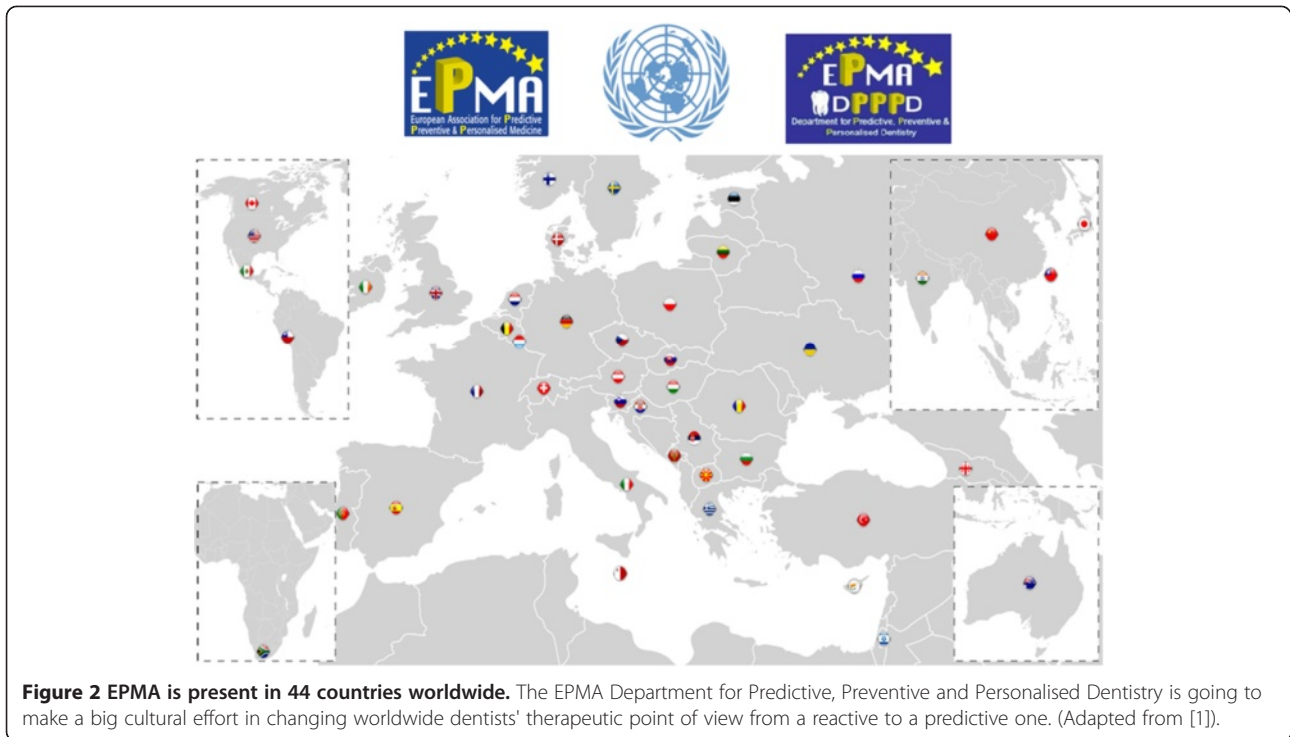 EPMA
European Association for Predictive
Preventive & Personalised Medicine
EPMA
DPPPD
Department for Predictive, Preventive &
Personalised Dentistry
Figure 2 EPMA is present in 44 countries worldwide. The EPMA Department for Predictive, Preventive and Personalised Dentistry is going to
make a big cultural effort in changing worldwide dentists' therapeutic point of view from a reactive to a predictive one. (Adapted from [1]).